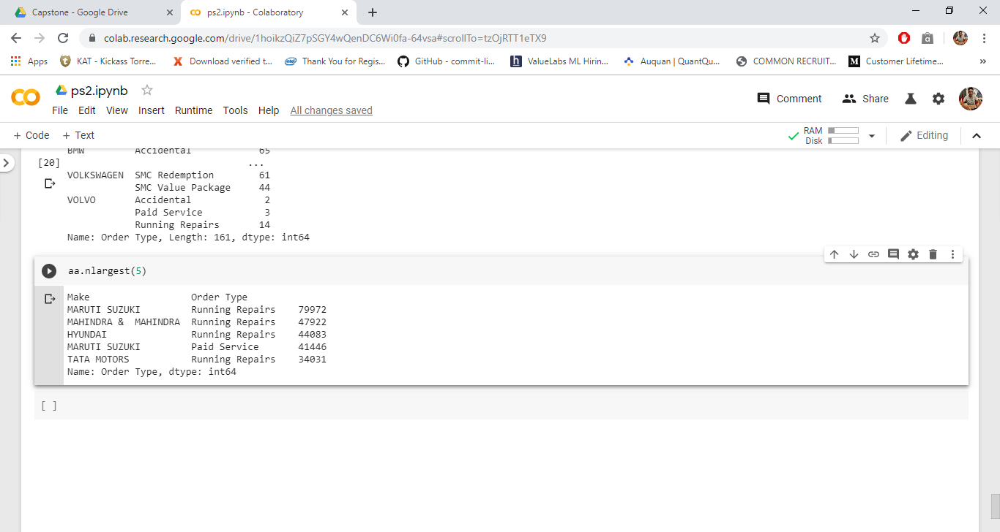 Capstone - Google Drive
ps2.ipynb - Colaboratory
colab.research.google.com/drive/1hoikzQiZ7pSGY4wQenDC6Wi0fa-64vsa#scrollTo=tzOjRTT1eTX9
Apps KAT - Kickass Torre... Download verified t... Thank You for Regis... GitHub - commit-li... ValueLabs ML Hirin... Auquan | QuantQu... COMMON RECRUIT... Customer Lifetime... »
ps2.ipynb
File Edit View Insert Runtime Tools Help All changes saved
Comment Share
+ Code + Text
RAM
Disk
Editing
BMW Accidental 65
[20] ...
VOLKSWAGEN SMC Redemption 61
SMC Value Package 44
VOLVO Accidental 2
Paid Service 3
Running Repairs 14
Name: Order Type, Length: 161, dtype: int64
aa.nlargest(5)
Make Order Type
MARUTI SUZUKI Running Repairs 79972
MAHINDRA & MAHINDRA Running Repairs 47922
HYUNDAI Running Repairs 44083
MARUTI SUZUKI Paid Service 41446
TATA MOTORS Running Repairs 34031
Name: Order Type, dtype: int64
[ ]